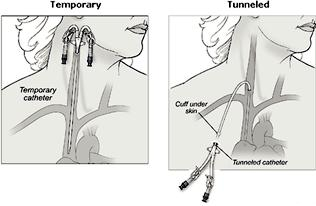 Temporary
Tunneled
Temporary
catheter
Cuff under
skin
Tunneled catheter